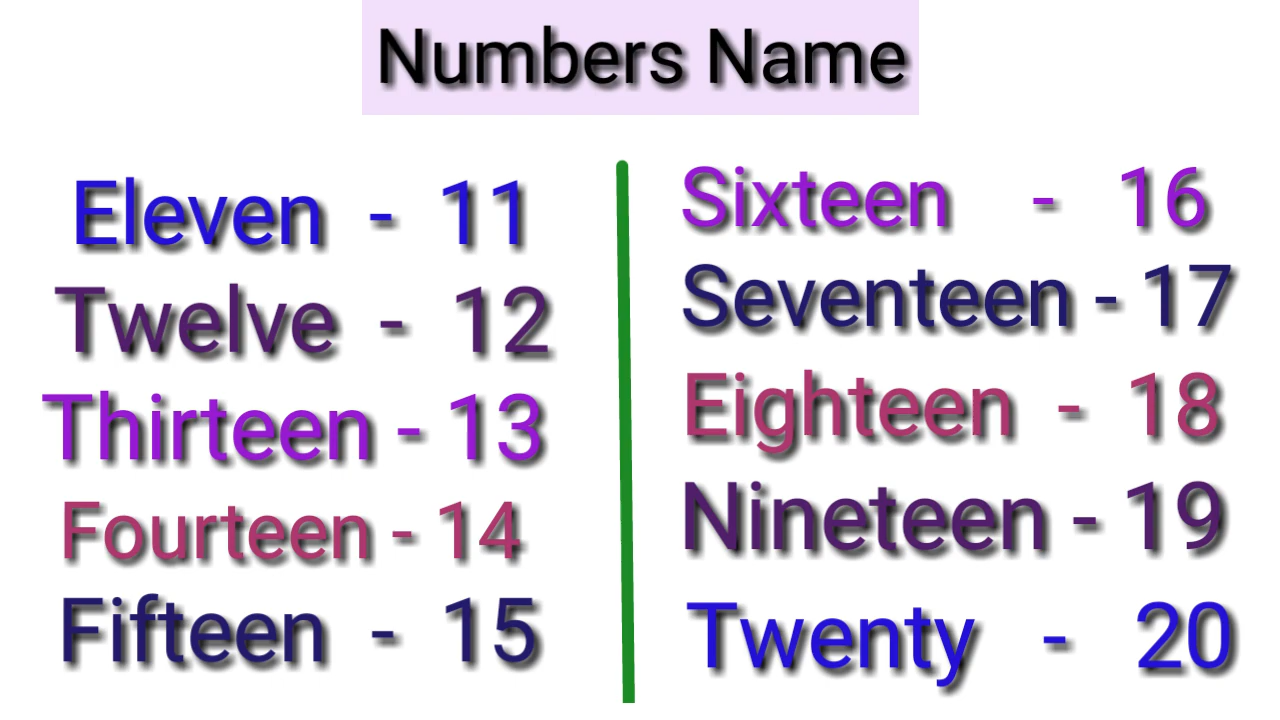 Numbers Name
Eleven - 11
Twelve - 12
Thirteen - 13
Fourteen - 14
Fifteen - 15
Sixteen - 16
Seventeen - 17
Eighteen - 18
Nineteen - 19
Twenty - 20